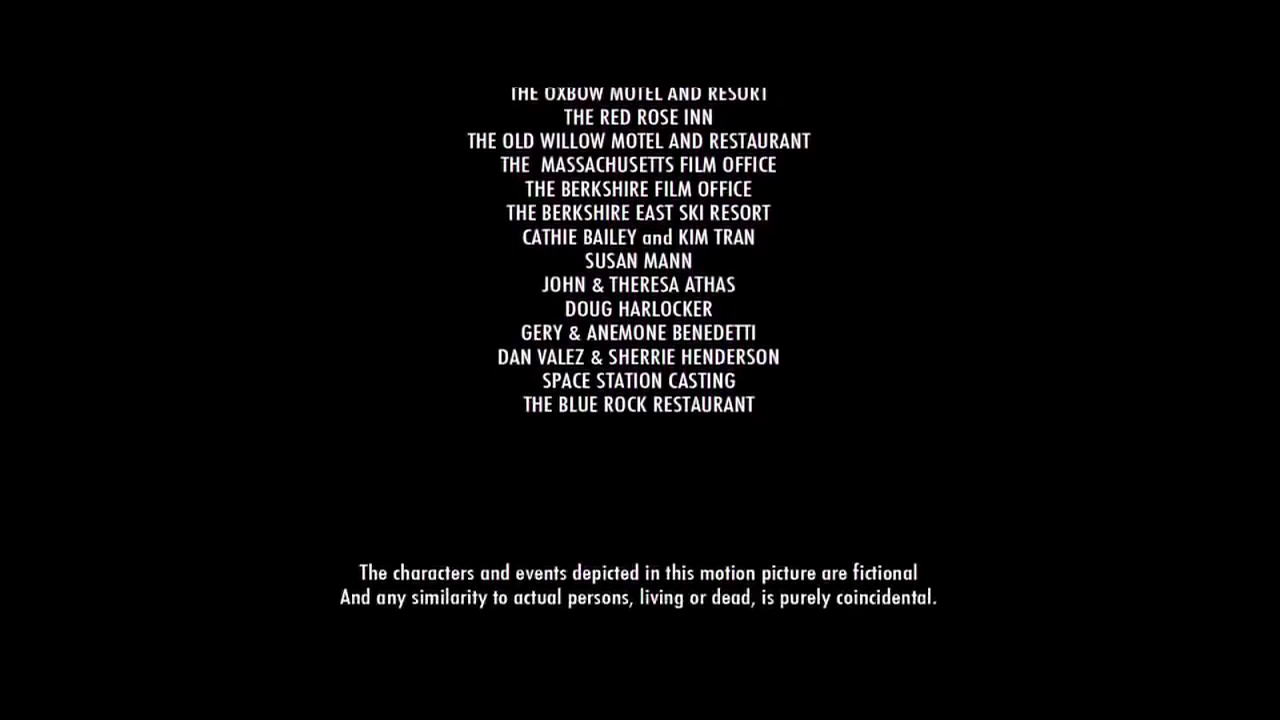 THE OXBOW MOTEL AND RESORT
THE RED ROSE INN
THE OLD WILLOW MOTEL AND RESTAURANT
THE  MASSACHUSETTS FILM OFFICE
THE BERKSHIRE FILM OFFICE
THE BERKSHIRE EAST SKI RESORT
CATHIE BAILEY and KIM TRAN
SUSAN MANN
JOHN & THERESA ATHAS
DOUG HARLOCKER
GERY & ANEMONE BENEDETTI
DAN VALEZ & SHERRIE HENDERSON
SPACE STATION CASTING
THE BLUE ROCK RESTAURANT
The characters and events depicted in this motion picture are fictional
And any similarity to actual persons, living or dead, is purely coincidental.